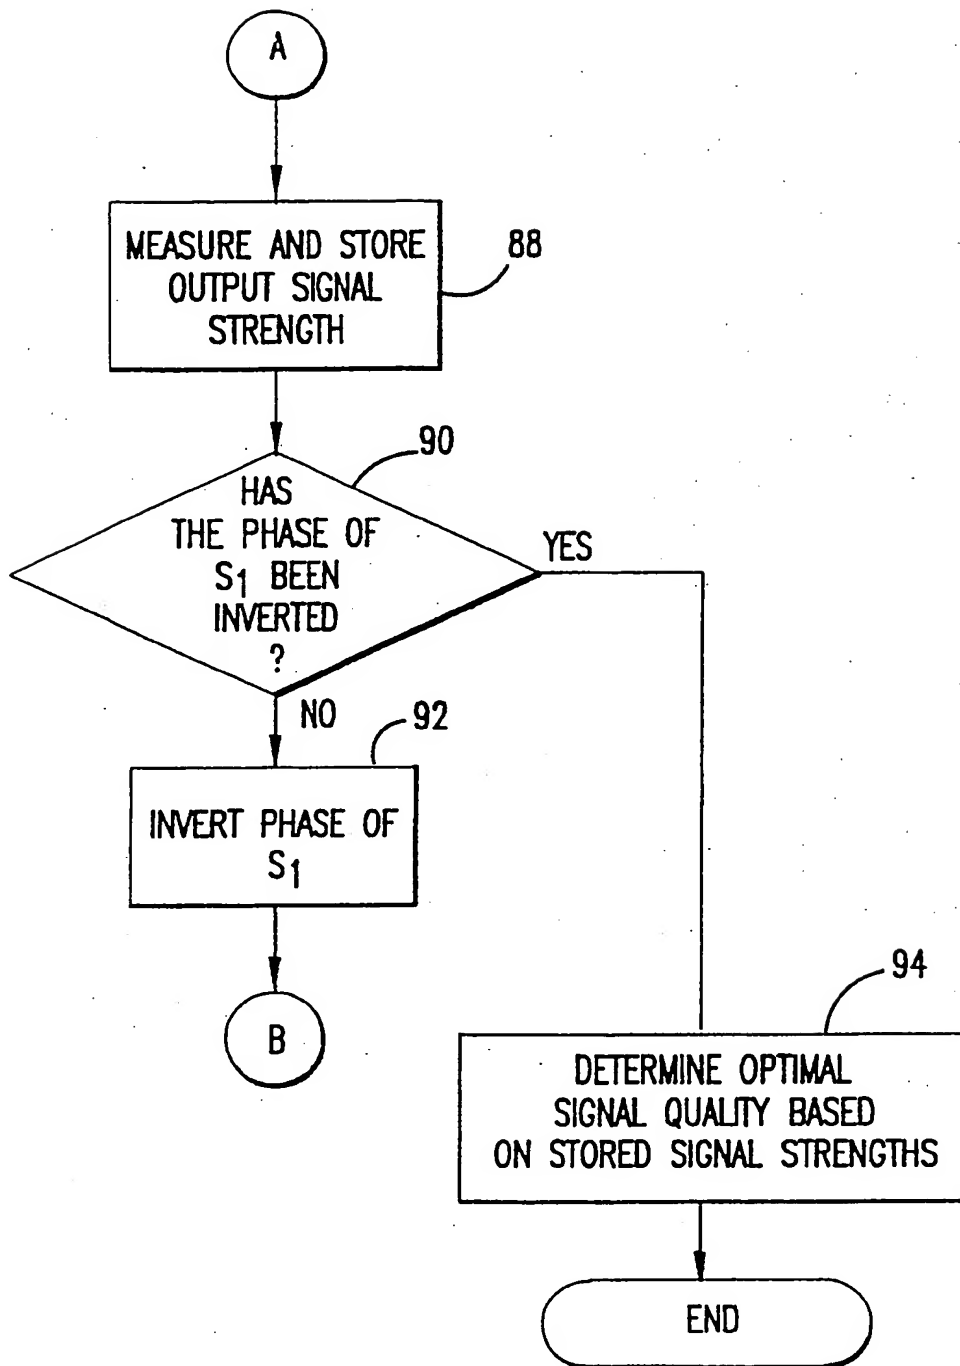 A
MEASURE AND STORE
OUTPUT SIGNAL
STRENGTH
88
90
HAS
THE PHASE OF
S1 BEEN
INVERTED
?
YES
NO
92
INVERT PHASE OF
S1
B
94
DETERMINE OPTIMAL
SIGNAL QUALITY BASED
ON STORED SIGNAL STRENGTHS
END